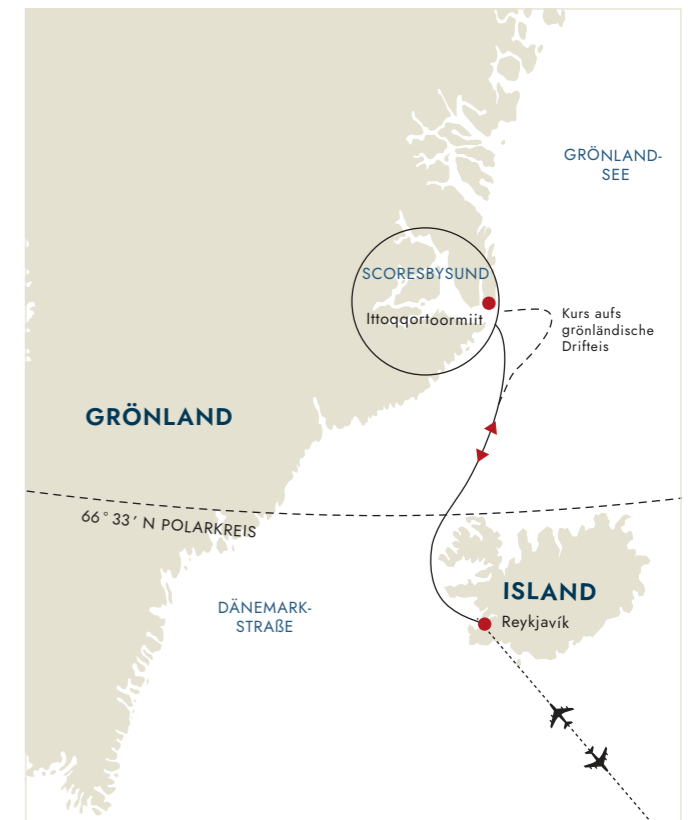 GRÖNLAND-
SEE
SCORESBYSUND
Ittoqqortoormiit
Kurs aufs
grönländische
Drifteis
GRÖNLAND
66° 33′ N POLARKREIS
DÄNEMARK-
STRAßE
ISLAND
Reykjavík